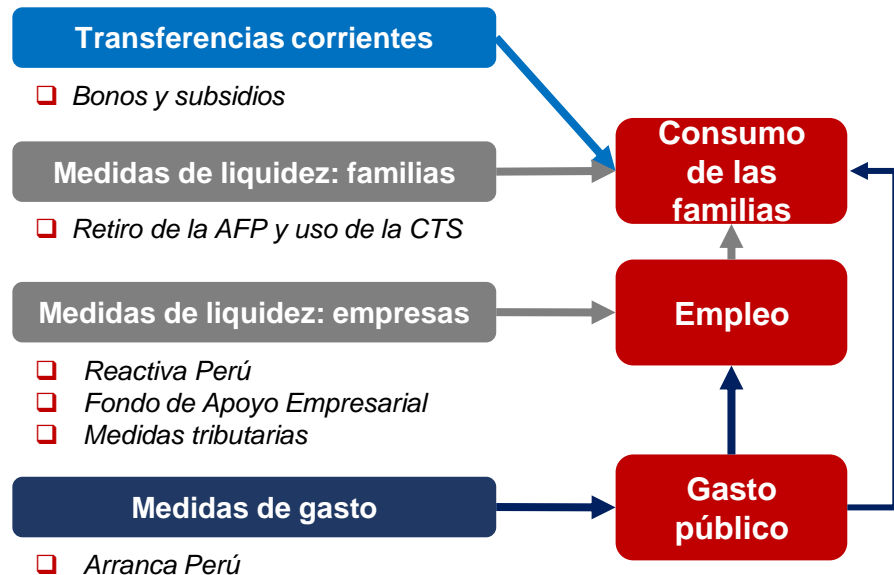 Transferencias corrientes
Bonos y subsidios
Medidas de liquidez: familias
Retiro de la AFP y uso de la CTS
Medidas de liquidez: empresas
Reactiva Perú
Fondo de Apoyo Empresarial
Medidas tributarias
Medidas de gasto
Arranca Perú
Consumo
de las
familias
Empleo
Gasto
público